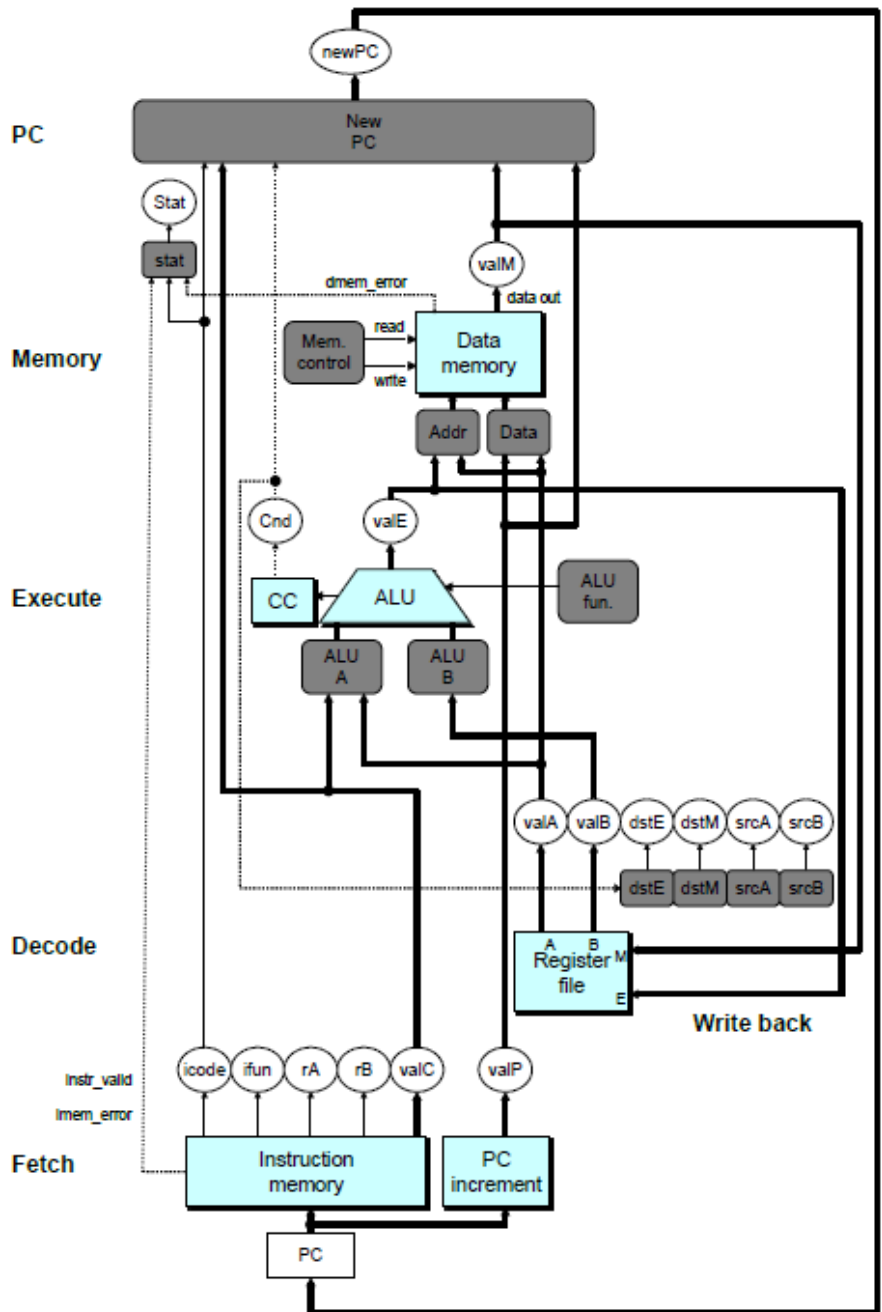 newPC
New
PC
PC
Stat
stat
valM
dmem_error
data out
Memory
Mem.
control
read
write
Data
memory
Addr
Data
Cnd
valE
Execute
CC
ALU
ALU
fun.
ALU
A
ALU
B
valA
valB
dstE
dstM
srcA
srcB
dstE
dstM
srcA
srcB
Decode
A
B
M
Register
file
E
Write back
icode
ifun
rA
rB
valC
valP
Instr_valid
Imem_error
Fetch
Instruction
memory
PC
increment
PC